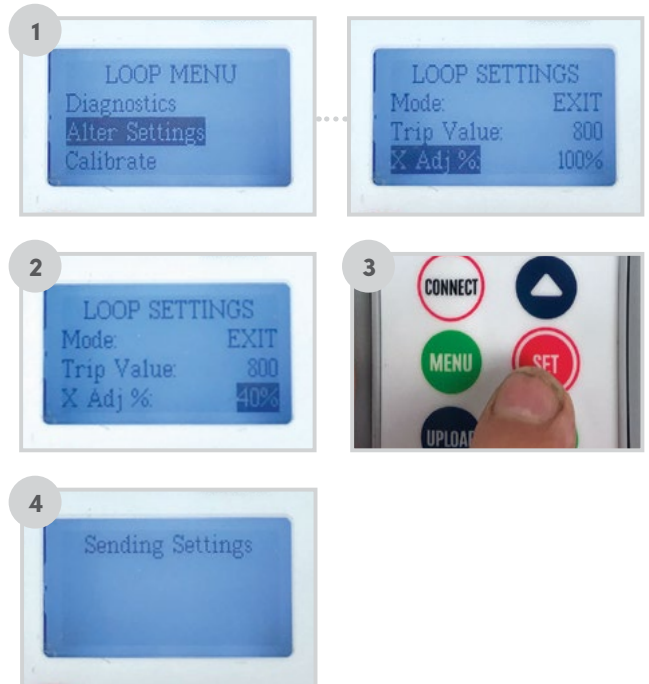 1
LOOP MENU
Diagnostics
Alter Settings
Calibrate
LOOP SETTINGS
Mode: EXIT
Trip Value: 800
X Adj %: 100%
2
LOOP SETTINGS
Mode: EXIT
Trip Value: 800
X Adj %: 40%
3
CONNECT
MENU
SET
4
Sending Settings